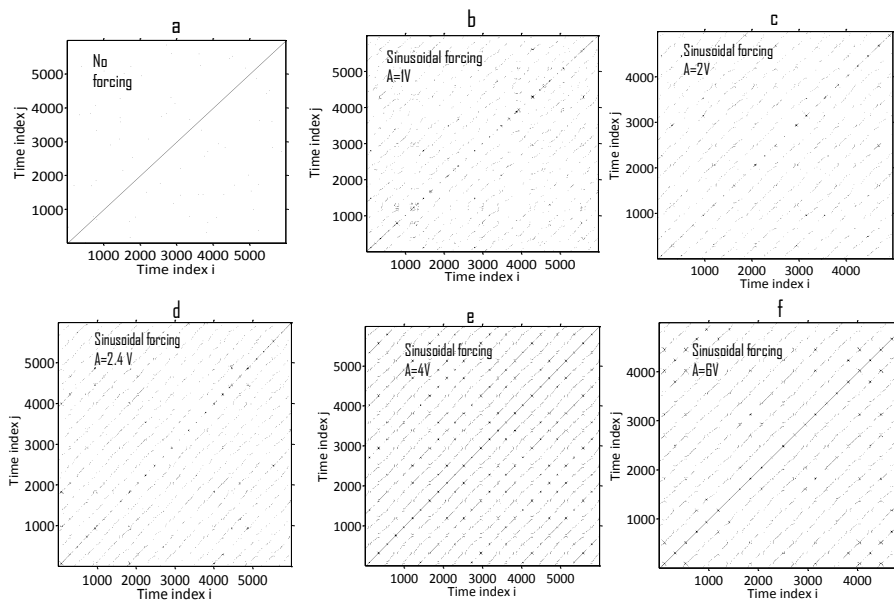 a
No
forcing
5000
4000
3000
2000
1000
Time index j
1000 2000 3000 4000 5000
Time index i
b
Sinusoidal forcing
A=1V
5000
4000
3000
2000
1000
Time index j
1000 2000 3000 4000 5000
Time index i
c
Sinusoidal forcing
A=2V
4000
3000
2000
1000
Time index j
1000 2000 3000 4000
Time index i
d
Sinusoidal forcing
A=2.4 V
5000
4000
3000
2000
1000
Time index j
1000 2000 3000 4000 5000
Time index i
e
Sinusoidal forcing
A=4V
5000
4000
3000
2000
1000
Time index j
1000 2000 3000 4000 5000
Time index i
f
Sinusoidal forcing
A=6V
4000
3000
2000
1000
Time index j
1000 2000 3000 4000
Time index i